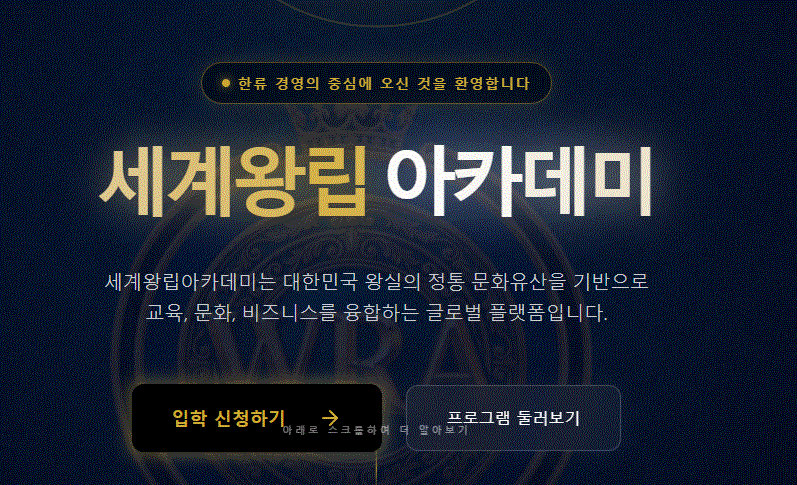 한류 경영의 중심에 오신 것을 환영합니다
세계왕립 아카데미
세계왕립아카데미는 대한민국 왕실의 정통 문화유산을 기반으로
교육, 문화, 비즈니스를 융합하는 글로벌 플랫폼입니다.
WRA
입학 신청하기 →
프로그램 둘러보기
아래로 스크롤하여 더 알아보기